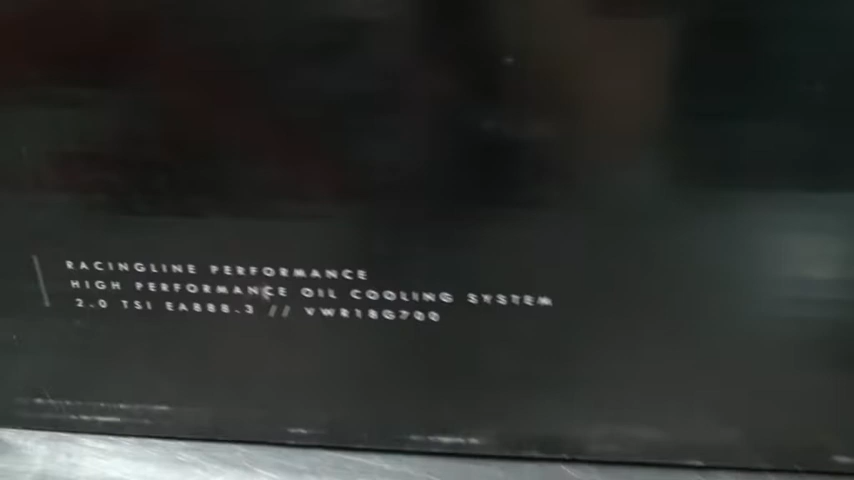 RACINGLINE PERFORMANCE
HIGH PERFORMANCE OIL COOLING SYSTEM
2.0 TSI EA888.3 // VWR18G700